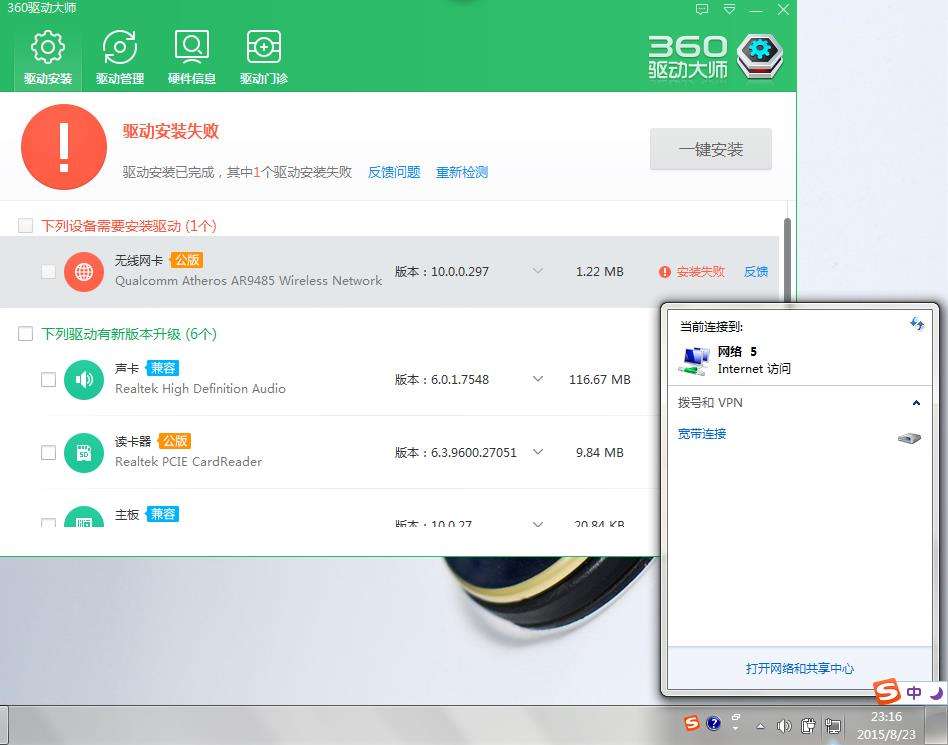 360驱动大师
驱动安装
驱动管理
硬件信息
驱动门诊
360
驱动大师
驱动安装失败
驱动安装已完成，其中1个驱动安装失败 反馈问题 重新检测
一键安装
下列设备需要安装驱动 (1个)
无线网卡 公版
Qualcomm Atheros AR9485 Wireless Network
版本：10.0.0.297
1.22 MB
安装失败
反馈
下列驱动有新版本升级 (6个)
声卡 兼容
Realtek High Definition Audio
版本：6.0.1.7548
116.67 MB
读卡器 公版
Realtek PCIE CardReader
版本：6.3.9600.27051
9.84 MB
主板 兼容
版本：10.0.27
20.84 KB
当前连接到:
网络 5
Internet 访问
拨号和 VPN
宽带连接
打开网络和共享中心
S 中
23:16
2015/8/23